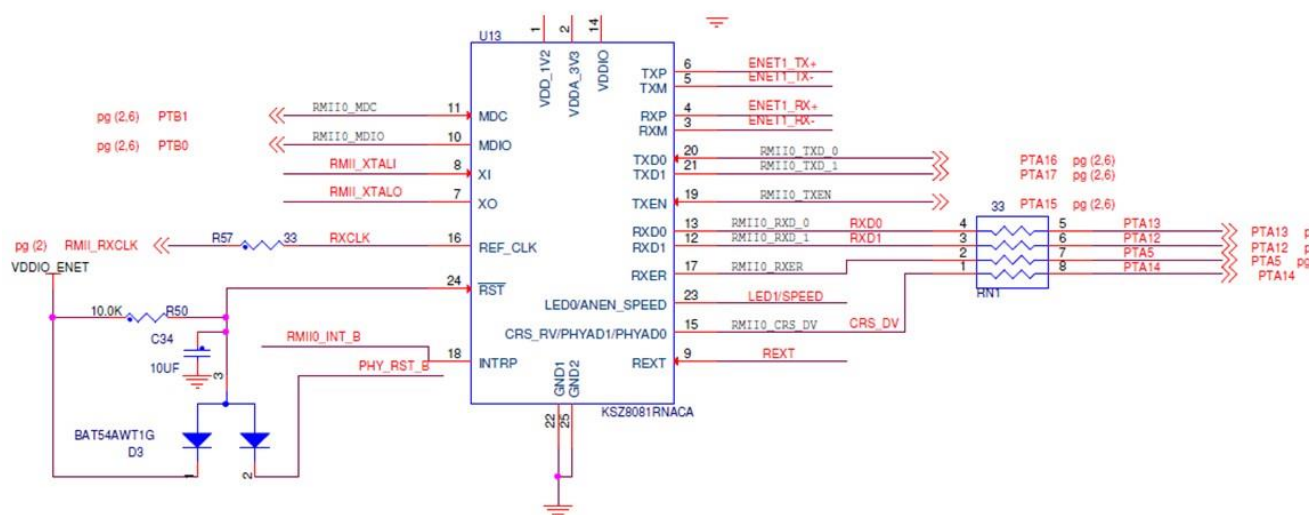 U13
1
2
14
VDD_1V2
VDDA_3V3
VDDIO
pg (2,6) PTB1
RMII0_MDC
11
MDC
pg (2,6) PTB0
RMII0_MDIO
10
MDIO
RMII_XTALI
8
XI
RMII_XTALO
7
XO
pg (2) RMII_RXCLK
R57
33
RXCLK
16
REF_CLK
VDDIO_ENET
24
RST
10.0K
R50
C34
10UF
RMII0_INT_B
18
INTRP
PHY_RST_B
3
BAT54AWT1G
D3
1
2
TXP
6
ENET1_TX+
TXM
5
ENET1_TX-
RXP
4
ENET1_RX+
RXM
3
ENET1_RX-
TXD0
20
RMII0_TXD_0
PTA16 pg (2,6)
TXD1
21
RMII0_TXD_1
PTA17 pg (2,6)
TXEN
19
RMII0_TXEN
PTA15 pg (2,6)
RXD0
13
RMII0_RXD_0
RXD0
RXD1
12
RMII0_RXD_1
RXD1
RXER
17
RMII0_RXER
LED0/ANEN_SPEED
23
LED1/SPEED
CRS_RV/PHYAD1/PHYAD0
15
RMII0_CRS_DV
CRS_DV
REXT
9
REXT
33
4
5
PTA13
PTA13 p
3
6
PTA12
PTA12 p
2
7
PTA5
PTA5 pg
1
8
PTA14
PTA14
RN1
GND1
GND2
22
25
KSZ8081RNACA